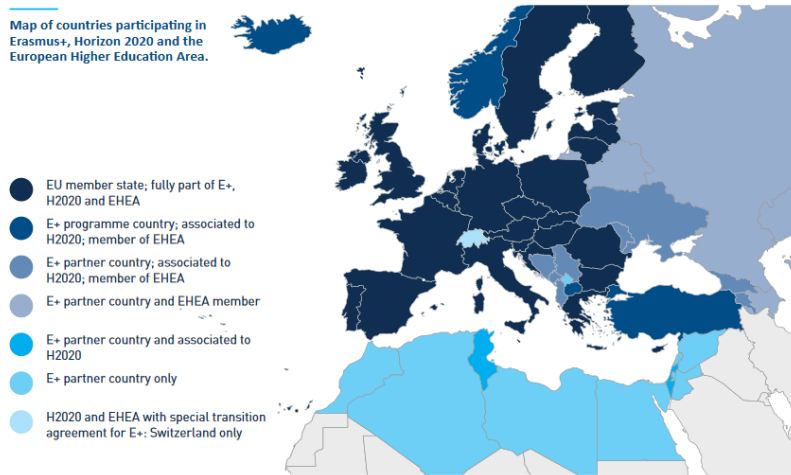 Map of countries participating in
Erasmus+, Horizon 2020 and the
European Higher Education Area.
EU member state; fully part of E+,
H2020 and EHEA
E+ programme country; associated to
H2020; member of EHEA
E+ partner country; associated to
H2020; member of EHEA
E+ partner country and EHEA member
E+ partner country and associated to
H2020
E+ partner country only
H2020 and EHEA with special transition
agreement for E+: Switzerland only